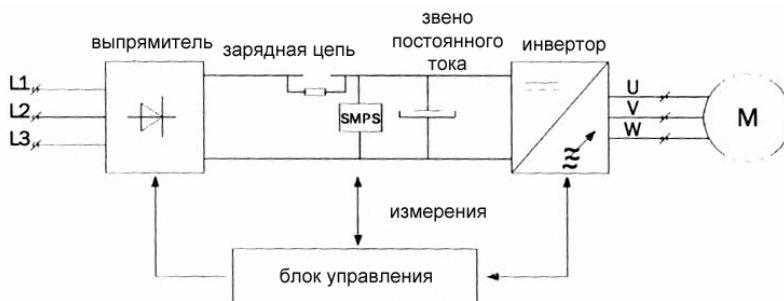 выпрямитель
зарядная цепь
звено
постоянного
тока
инвертор
L1
L2
L3
SMPS
U
V
W
M
измерения
блок управления